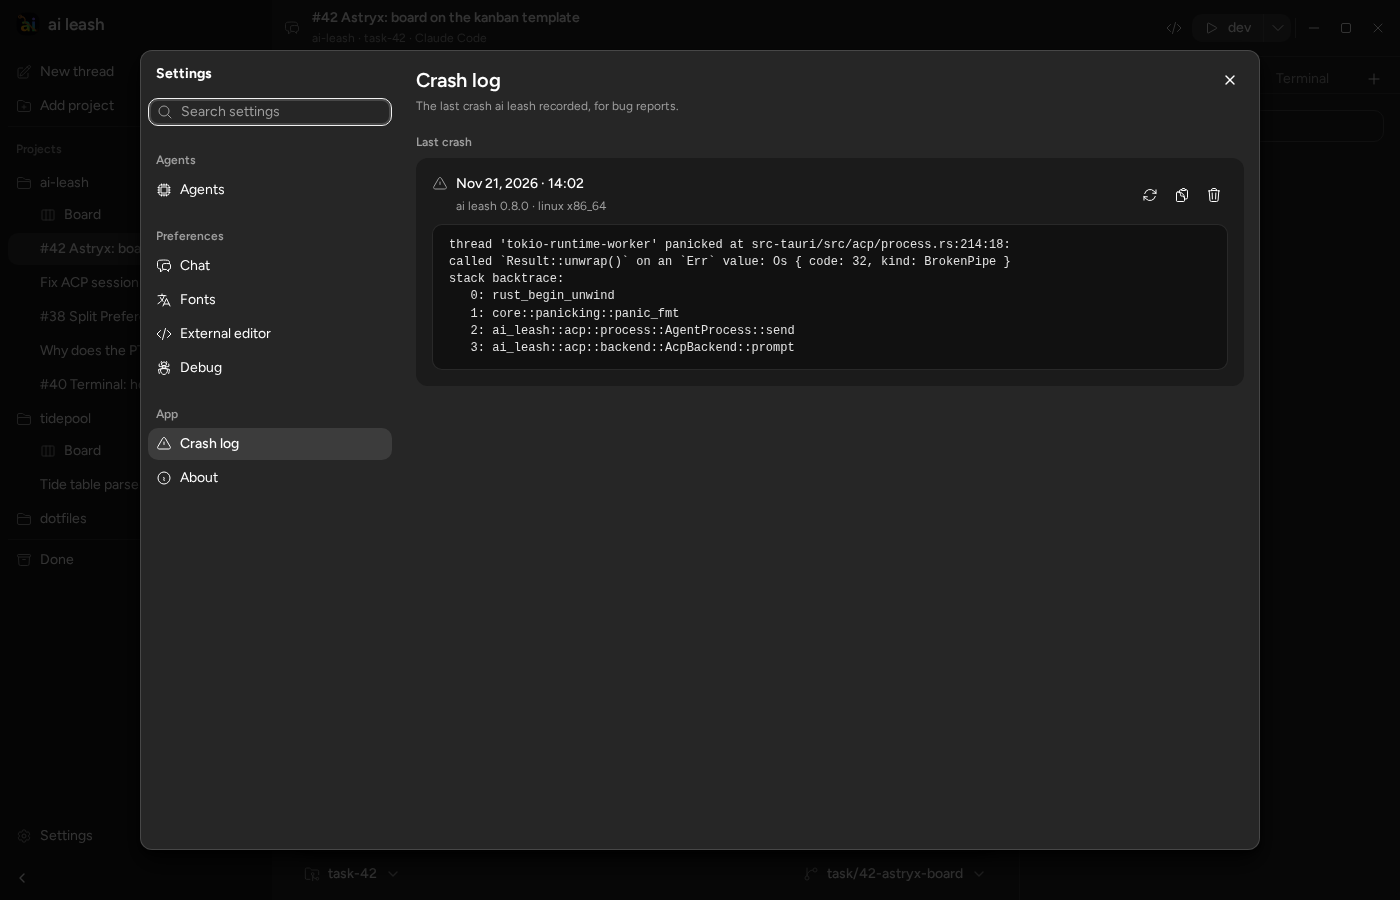 ai leash
New thread
Add project
Projects
ai-leash
Board
#42 Astryx: boa
Fix ACP session
#38 Split Prefer
Why does the P
#40 Terminal: h
tidepool
Board
Tide table parse
dotfiles
Done
Settings
#42 Astryx: board on the kanban template
ai-leash · task-42 · Claude Code
dev
Terminal
Settings
Search settings
Agents
Agents
Preferences
Chat
Fonts
External editor
Debug
App
Crash log
About
Crash log
The last crash ai leash recorded, for bug reports.
Last crash
Nov 21, 2026 · 14:02
ai leash 0.8.0 · linux x86_64
thread 'tokio-runtime-worker' panicked at src-tauri/src/acp/process.rs:214:18:
called `Result::unwrap()` on an `Err` value: Os { code: 32, kind: BrokenPipe }
stack backtrace:
0: rust_begin_unwind
1: core::panicking::panic_fmt
2: ai_leash::acp::process::AgentProcess::send
3: ai_leash::acp::backend::AcpBackend::prompt
task-42
task/42-astryx-board